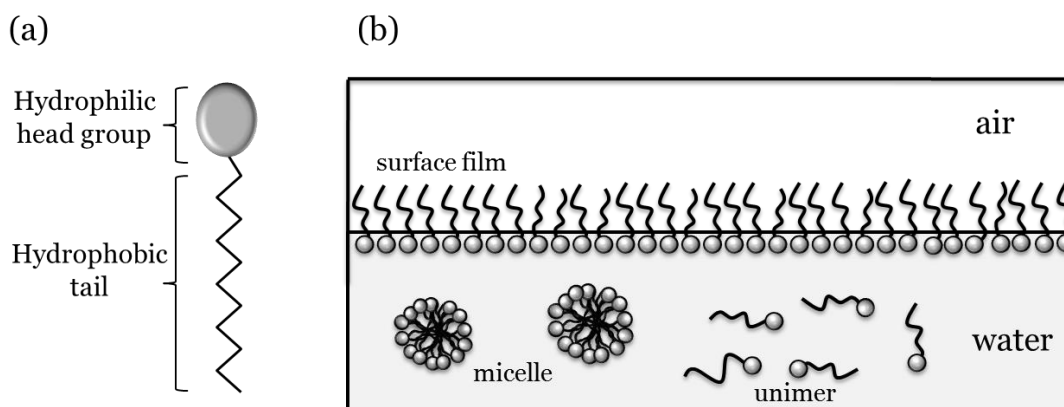 (a)
Hydrophilic
head group
Hydrophobic
tail
(b)
air
surface film
water
micelle
unimer